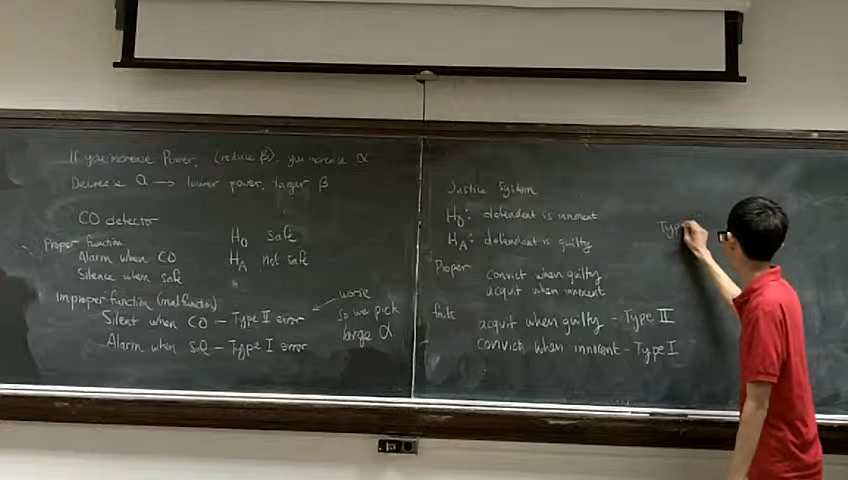 If you increase Power, (reduce β), you increase α
Decrease α → lower power, larger β
CO detector
H0 safe
HA not safe
Proper function
Alarm when CO
Silence when safe
Improper function (malfunction)
Silent when CO - Type II error
Alarm when safe - Type I error
worse
so we pick
large α
Justice System
H0: defendant is innocent
HA: defendant is guilty
Proper
convict when guilty
acquit when innocent
fails
acquit when guilty - Type II
convict when innocent - Type I
Type